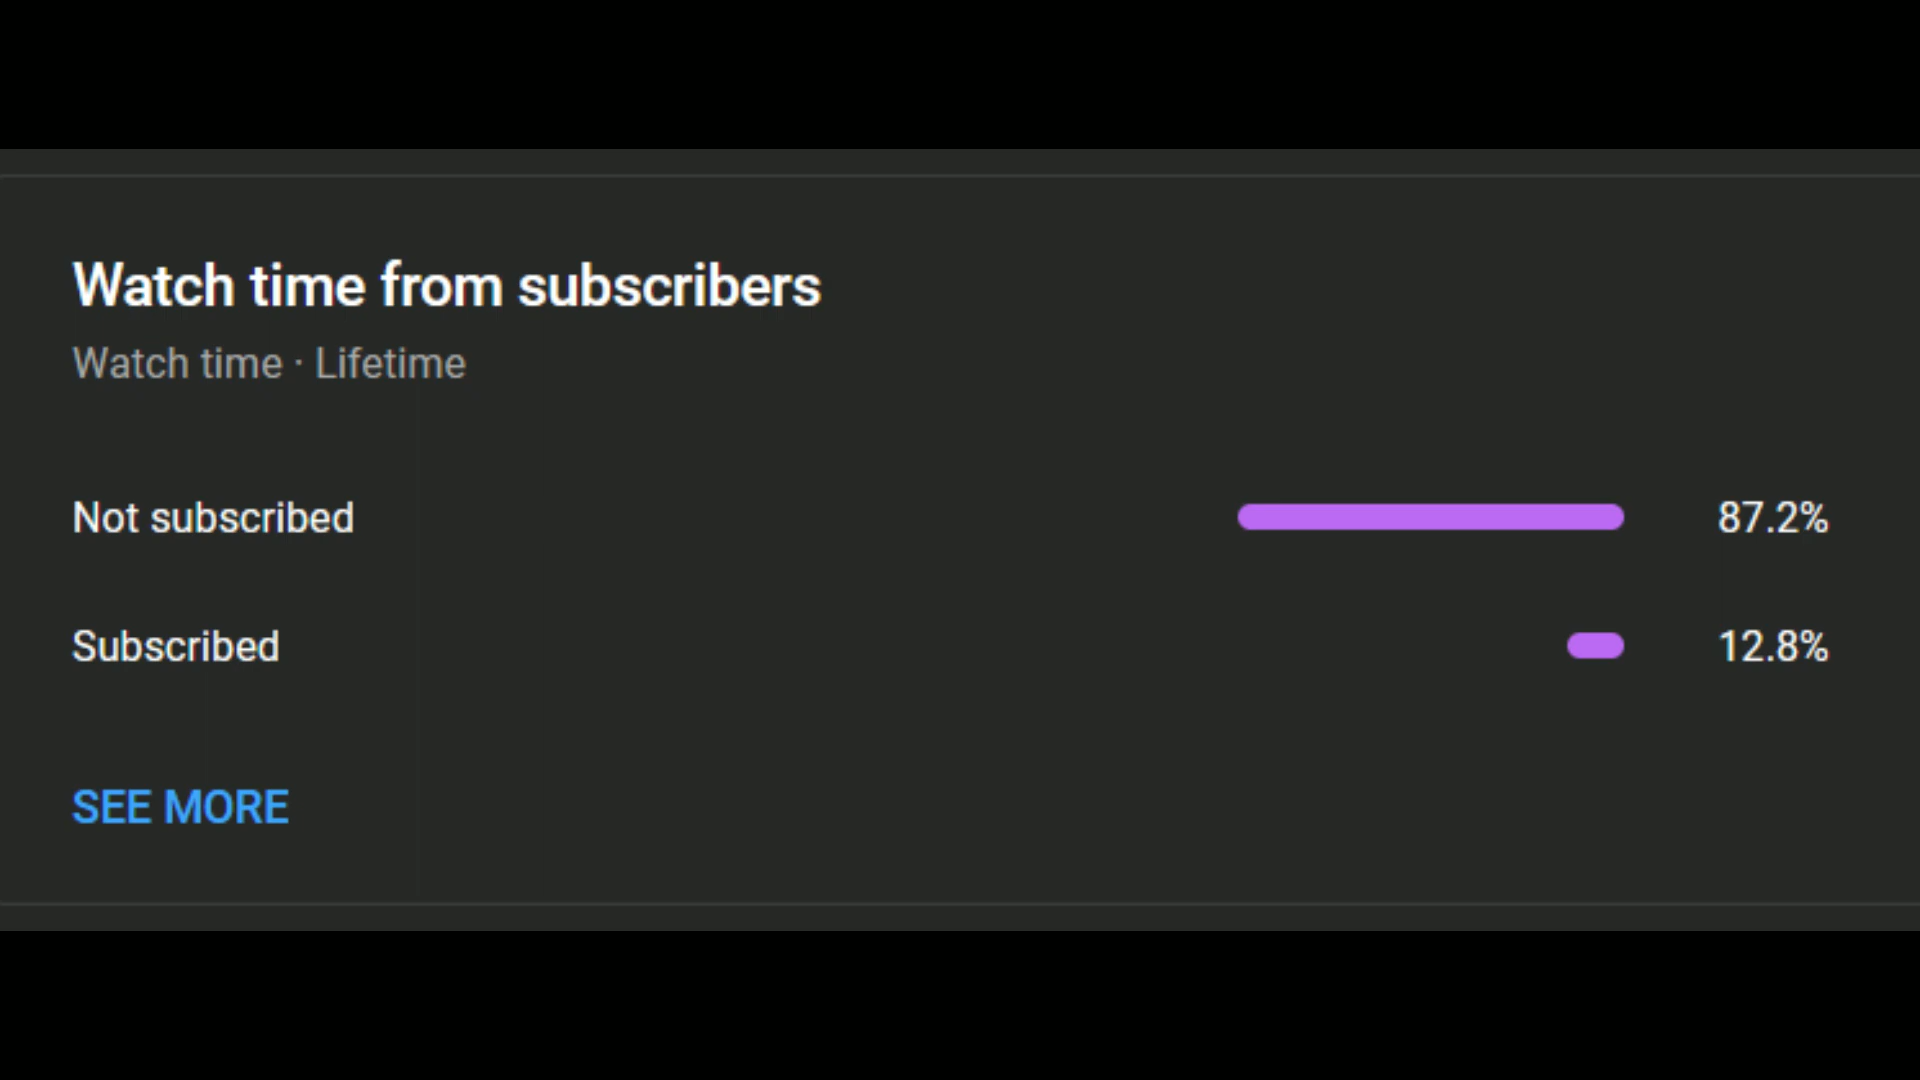 Watch time from subscribers
Watch time · Lifetime
Not subscribed 87.2%
Subscribed 12.8%
SEE MORE